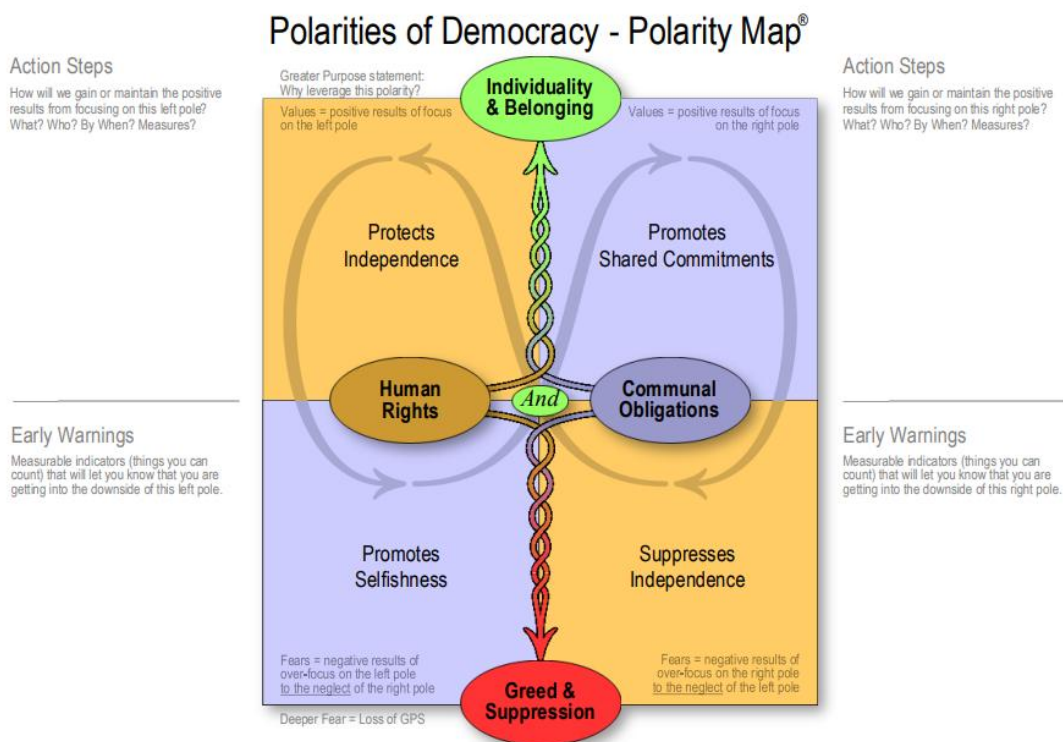 Polarities of Democracy - Polarity Map®
Action Steps
How will we gain or maintain the positive
results from focusing on this left pole?
What? Who? By When? Measures?
Greater Purpose statement:
Why leverage this polarity?
Values = positive results of focus
on the left pole
Individuality
& Belonging
Values = positive results of focus
on the right pole
Action Steps
How will we gain or maintain the positive
results from focusing on this right pole?
What? Who? By When? Measures?
Protects
Independence
Promotes
Shared Commitments
Human
Rights
And
Communal
Obligations
Early Warnings
Measurable indicators (things you can
count) that will let you know that you are
getting into the downside of this left pole.
Early Warnings
Measurable indicators (things you can
count) that will let you know that you are
getting into the downside of this right pole.
Promotes
Selfishness
Suppresses
Independence
Fears = negative results of
over-focus on the left pole
to the neglect of the right pole
Greed &
Suppression
Fears = negative results of
over-focus on the right pole
to the neglect of the left pole
Deeper Fear = Loss of GPS